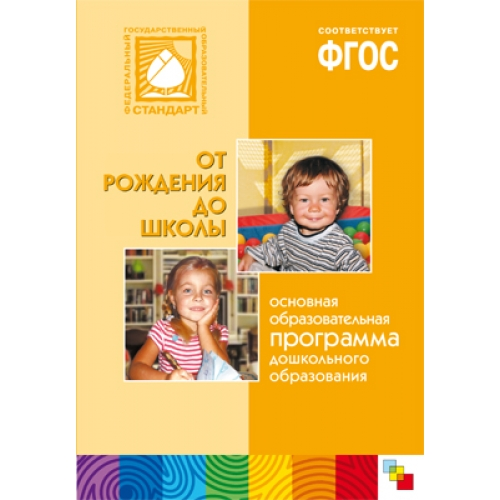 ГОСУДАРСТВЕННЫЙ
ФЕДЕРАЛЬНЫЙ
ОБРАЗОВАТЕЛЬНЫЙ
СТАНДАРТ
СООТВЕТСТВУЕТ
ФГОС
ОТ
РОЖДЕНИЯ
ДО
ШКОЛЫ
основная
образовательная
программа
дошкольного
образования